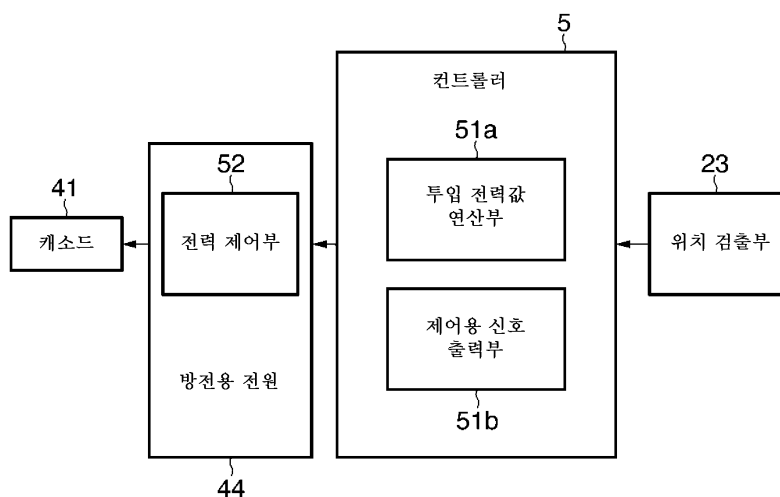 5
컨트롤러
51a
투입 전력값
연산부
52
전력 제어부
41
캐소드
23
위치 검출부
제어용 신호
출력부
51b
방전용 전원
44